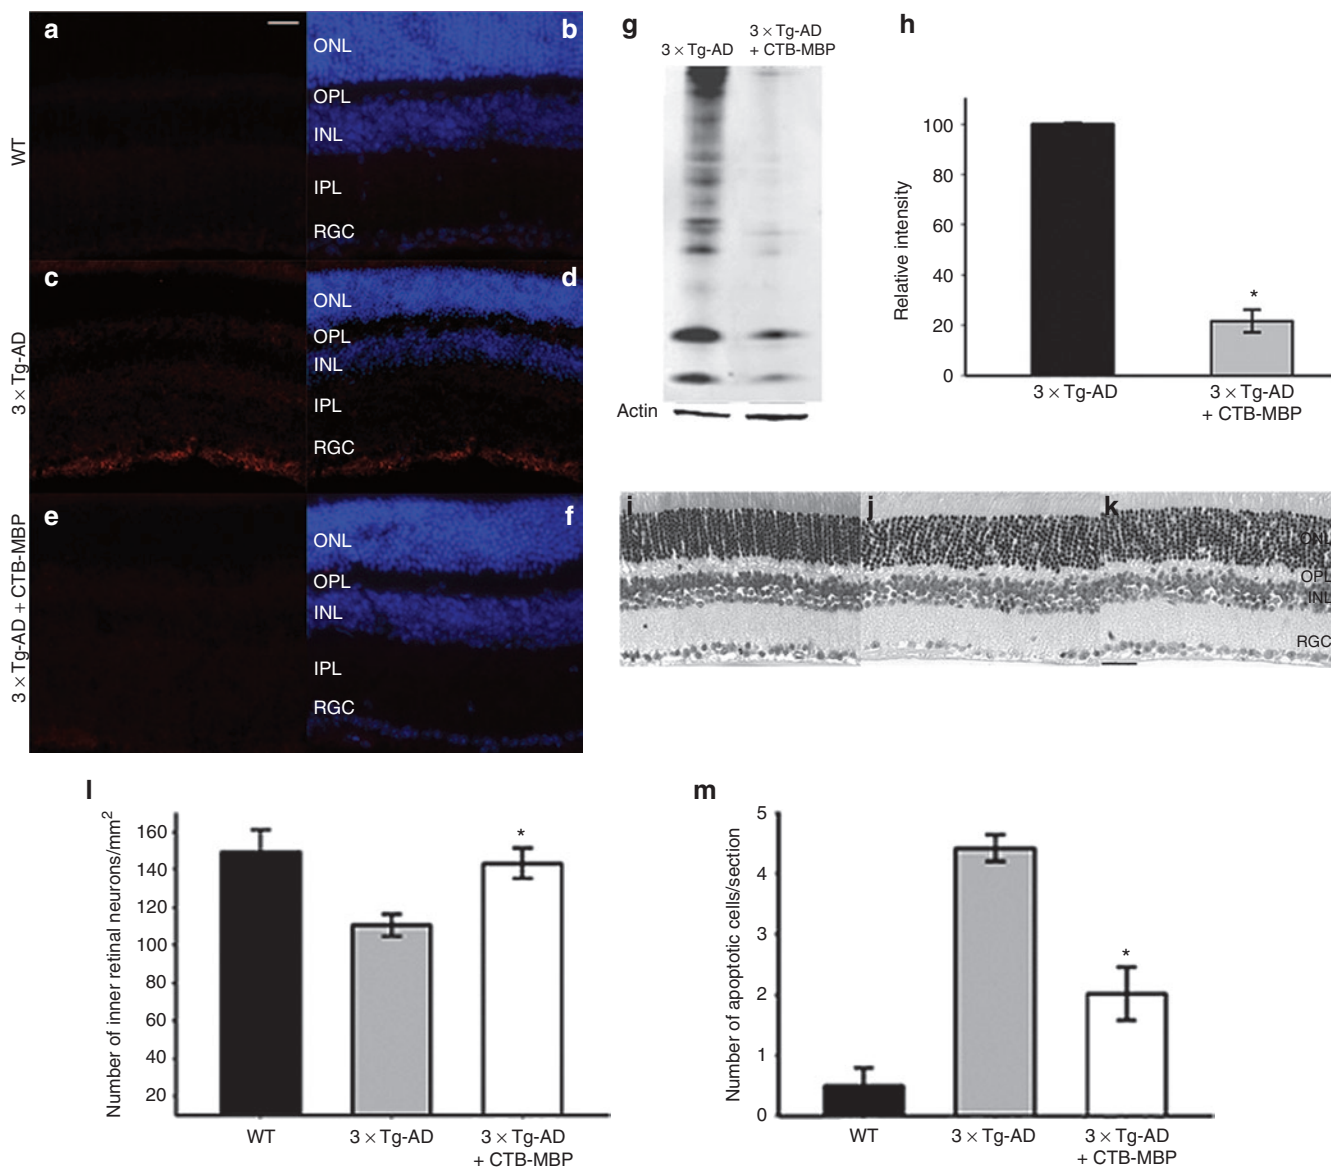 a
b
ONL
OPL
INL
IPL
RGC
WT
c
d
ONL
OPL
INL
IPL
RGC
3 × Tg-AD
e
f
ONL
OPL
INL
IPL
RGC
3 × Tg-AD + CTB-MBP
g
3 × Tg-AD
3 × Tg-AD
+ CTB-MBP
Actin
h
Relative intensity
100
80
60
40
20
0
*
3 × Tg-AD
3 × Tg-AD
+ CTB-MBP
i
j
k
ONL
OPL
INL
RGC
l
Number of inner retinal neurons/mm²
160
140
120
100
80
60
40
20
*
WT
3 × Tg-AD
3 × Tg-AD
+ CTB-MBP
m
Number of apoptotic cells/section
5
4
3
2
1
0
*
WT
3 × Tg-AD
3 × Tg-AD
+ CTB-MBP